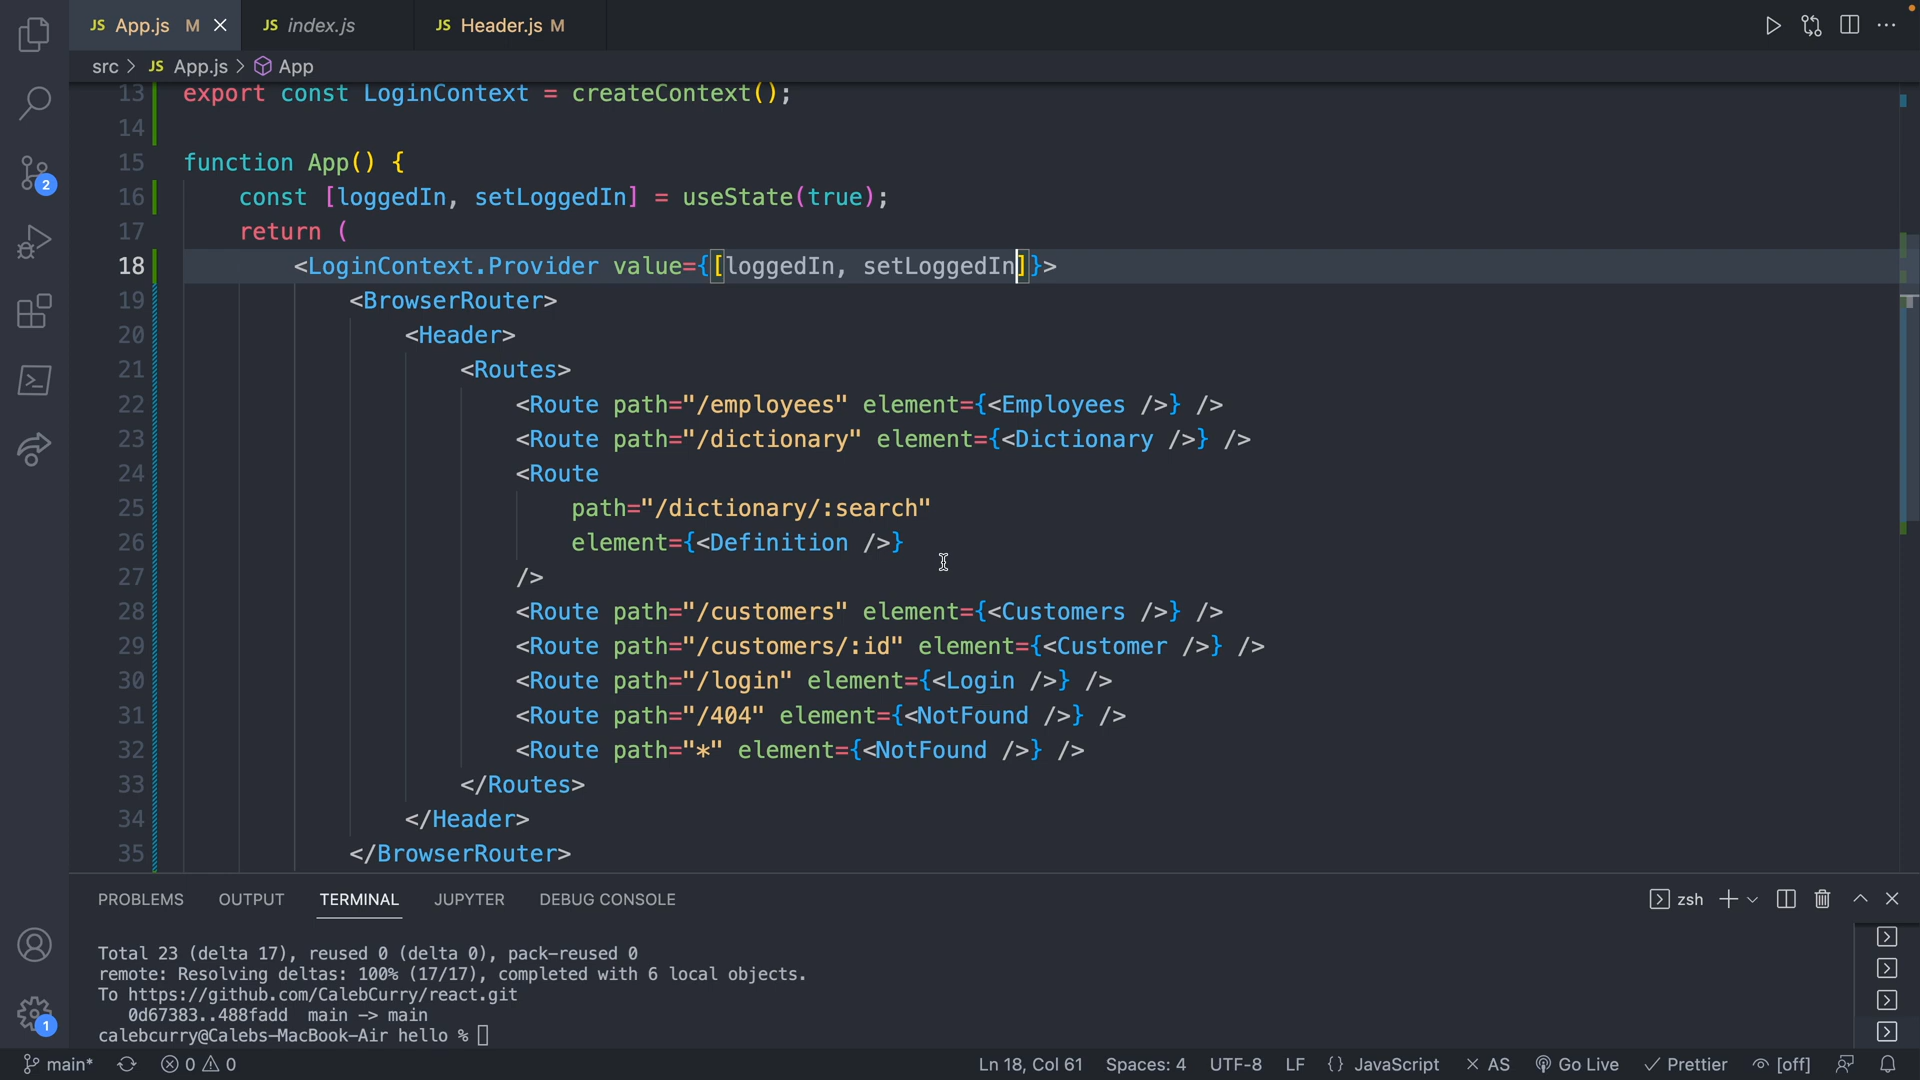 JS App.js M
JS index.js
JS Header.js M
src > JS App.js > App
13 export const LoginContext = createContext();
14
15 function App() {
16 const [loggedIn, setLoggedIn] = useState(true);
17 return (
18 <LoginContext.Provider value={[loggedIn, setLoggedIn]}>
19 <BrowserRouter>
20 <Header>
21 <Routes>
22 <Route path="/employees" element={<Employees />} />
23 <Route path="/dictionary" element={<Dictionary />} />
24 <Route
25 path="/dictionary/:search"
26 element={<Definition />}
27 />
28 <Route path="/customers" element={<Customers />} />
29 <Route path="/customers/:id" element={<Customer />} />
30 <Route path="/login" element={<Login />} />
31 <Route path="/404" element={<NotFound />} />
32 <Route path="*" element={<NotFound />} />
33 </Routes>
34 </Header>
35 </BrowserRouter>
2
PROBLEMS OUTPUT TERMINAL JUPYTER DEBUG CONSOLE
zsh
Total 23 (delta 17), reused 0 (delta 0), pack-reused 0
remote: Resolving deltas: 100% (17/17), completed with 6 local objects.
To https://github.com/CalebCurry/react.git
0d67383..488fadd main -> main
calebcurry@Calebs-MacBook-Air hello %
1
main* 0 0 Ln 18, Col 61 Spaces: 4 UTF-8 LF {} JavaScript × AS Go Live ✓ Prettier [off]